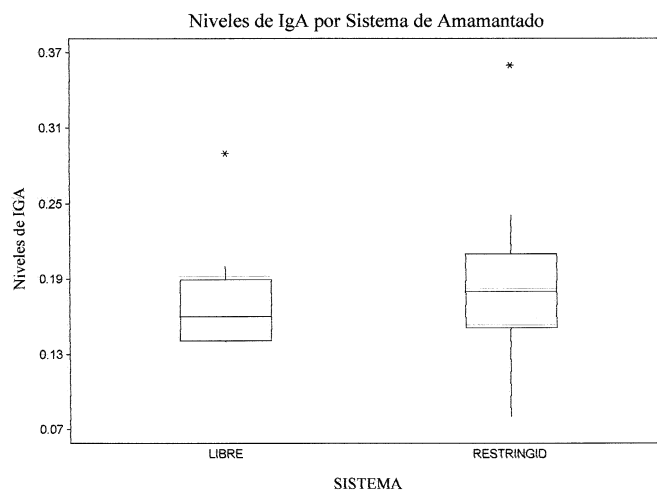 Niveles de IgA por Sistema de Amamantado
0.37
0.31
0.25
0.19
0.13
0.07
Niveles de IGA
*
*
LIBRE RESTRINGID
SISTEMA